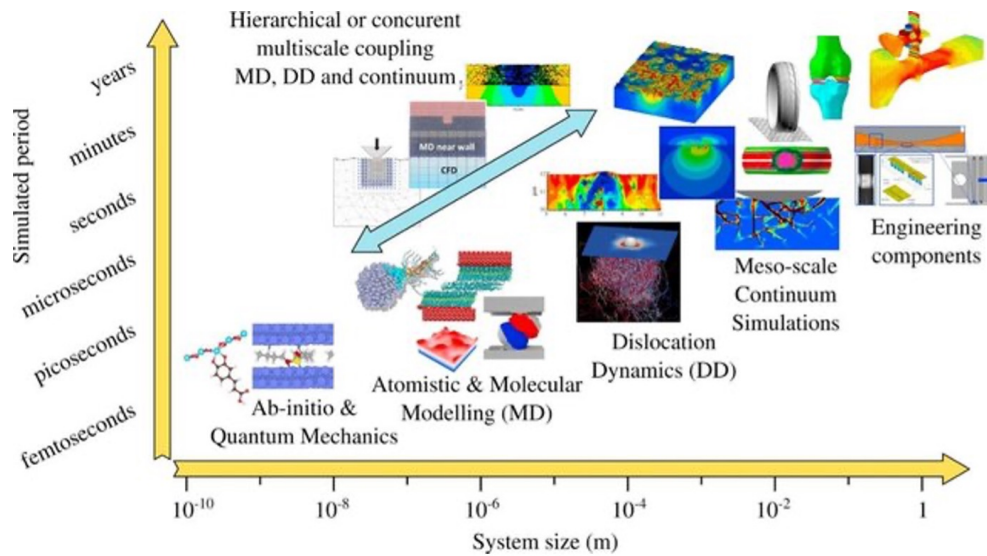 Hierarchical or concurent
multiscale coupling
MD, DD and continuum
years
minutes
seconds
microseconds
picoseconds
femtoseconds
Simulated period
MD near wall
CFD
Engineering
components
Meso-scale
Continuum
Simulations
Dislocation
Dynamics (DD)
Atomistic & Molecular
Modelling (MD)
Ab-initio &
Quantum Mechanics
10⁻¹⁰
10⁻⁸
10⁻⁶
10⁻⁴
10⁻²
1
System size (m)